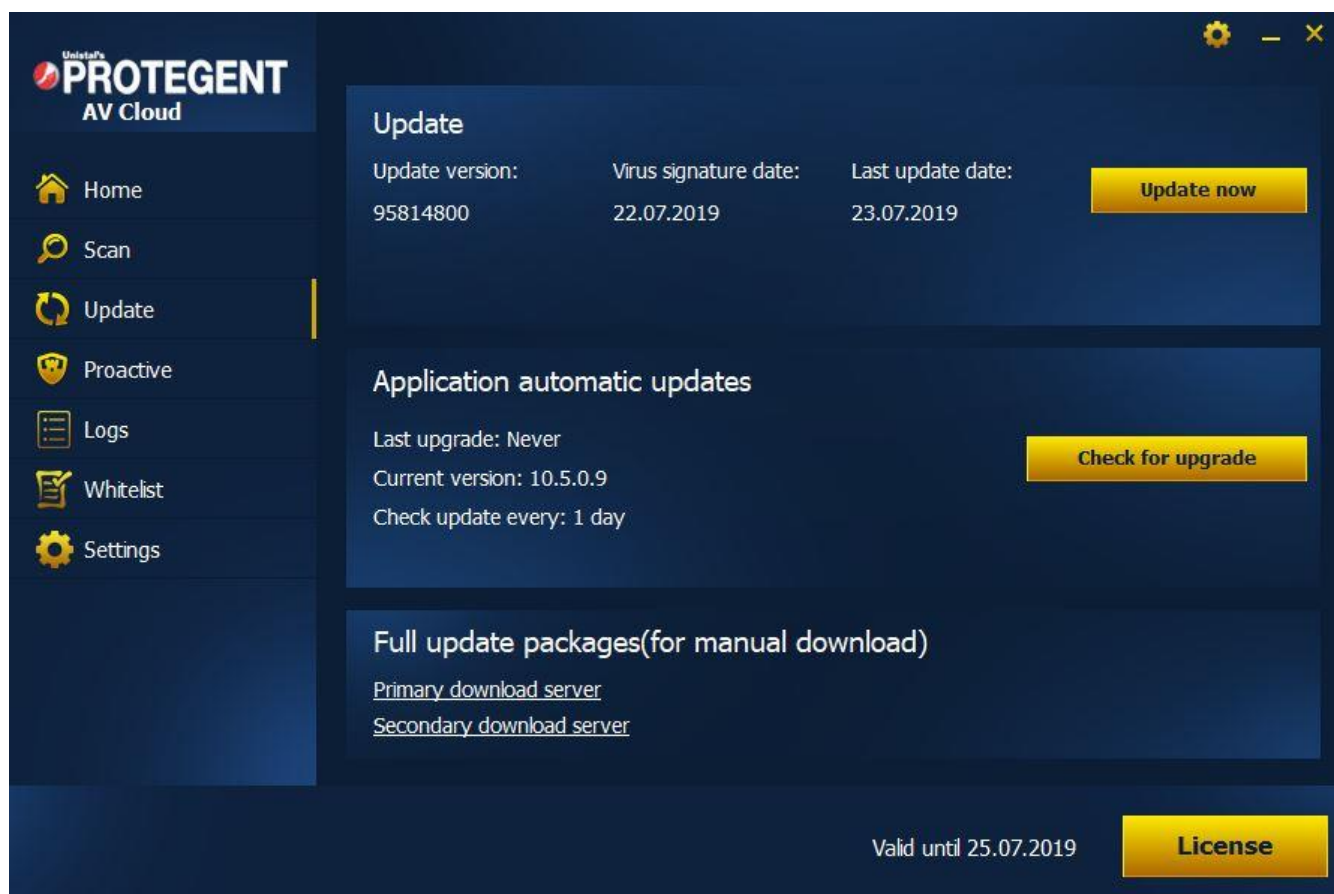 Unistal's
PROTEGENT
AV Cloud
Home
Scan
Update
Proactive
Logs
Whitelist
Settings
Update
Update version: Virus signature date: Last update date:
95814800 22.07.2019 23.07.2019
Update now
Application automatic updates
Last upgrade: Never
Current version: 10.5.0.9
Check update every: 1 day
Check for upgrade
Full update packages(for manual download)
Primary download server
Secondary download server
Valid until 25.07.2019
License